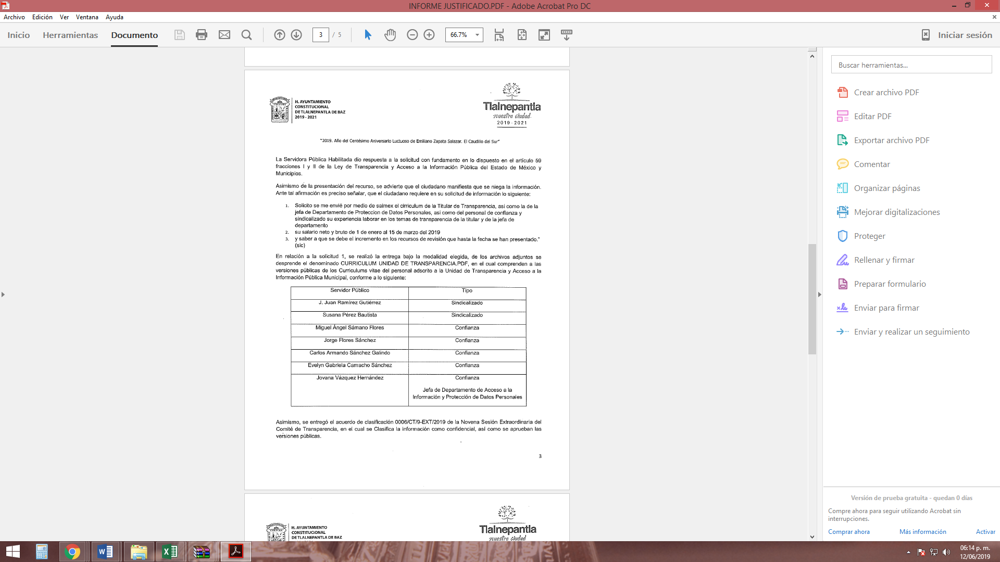 INFORME JUSTIFICADO.PDF - Adobe Acrobat Pro DC
Archivo Edición Ver Ventana Ayuda
Inicio Herramientas Documento 3 / 5 66.7% Iniciar sesión
H. AYUNTAMIENTO
CONSTITUCIONAL
DE TLALNEPANTLA DE BAZ
2019 - 2021
Tlalnepantla
nuestra ciudad
2019 - 2021
"2019. Año del Centésimo Aniversario Luctuoso de Emiliano Zapata Salazar. El Caudillo del Sur"
La Servidora Pública Habilitada dio respuesta a la solicitud con fundamento en lo dispuesto en el artículo 59
fracciones I y II de la Ley de Transparencia y Acceso a la Información Pública del Estado de México y
Municipios.
Asimismo de la presentación del recurso, se advierte que el ciudadano manifiesta que se niega la información.
Ante tal afirmación es preciso señalar, que el ciudadano requiere en su solicitud de información lo siguiente:
1. Solicito se me envié por medio de saimex el cirriculum de la Titular de Transparencia, asi como la de la
jefa de Departamento de Proteccion de Datos Personales, asi como del personal de confianza y
sindicalizado su experiencia laborar en los temas de transparencia de la titular y de la jefa de
departamento
2. su salario neto y bruto de 1 de enero al 15 de marzo del 2019
3. y saber a que se debe el incremento en los recursos de revisión que hasta la fecha se han presentado."
(sic)
En relación a la solicitud 1, se realizó la entrega bajo la modalidad elegida, de los archivos adjuntos se
desprende el denominado CURRICULUM UNIDAD DE TRANSPARENCIA.PDF, en el cual comprenden a las
versiones públicas de los Curriculums vitae del personal adscrito a la Unidad de Transparencia y Acceso a la
Información Pública Municipal, conforme a lo siguiente:
Servidor Público Tipo
J. Juan Ramírez Gutiérrez Sindicalizado
Susana Pérez Bautista Sindicalizado
Miguel Ángel Sámano Flores Confianza
Jorge Flores Sánchez Confianza
Carlos Armando Sánchez Galindo Confianza
Evelyn Gabriela Camacho Sánchez Confianza
Jovana Vázquez Hernández Confianza
Jefa de Departamento de Acceso a la
Información y Protección de Datos Personales
Asimismo, se entregó el acuerdo de clasificación 0006/CT/9-EXT/2019 de la Novena Sesión Extraordinaria del
Comité de Transparencia, en el cual se Clasifica la información como confidencial, así como se aprueban las
versiones públicas.
3
H. AYUNTAMIENTO
CONSTITUCIONAL
DE TLALNEPANTLA DE BAZ
Tlalnepantla
nuestra ciudad
Buscar herramientas...
Crear archivo PDF
Editar PDF
Exportar archivo PDF
Comentar
Organizar páginas
Mejorar digitalizaciones
Proteger
Rellenar y firmar
Preparar formulario
Enviar para firmar
Enviar y realizar un seguimiento
Versión de prueba gratuita - quedan 0 días
Compre ahora para seguir utilizando Acrobat sin
interrupciones.
Comprar ahora Más información Activar
06:14 p. m.
12/06/2019